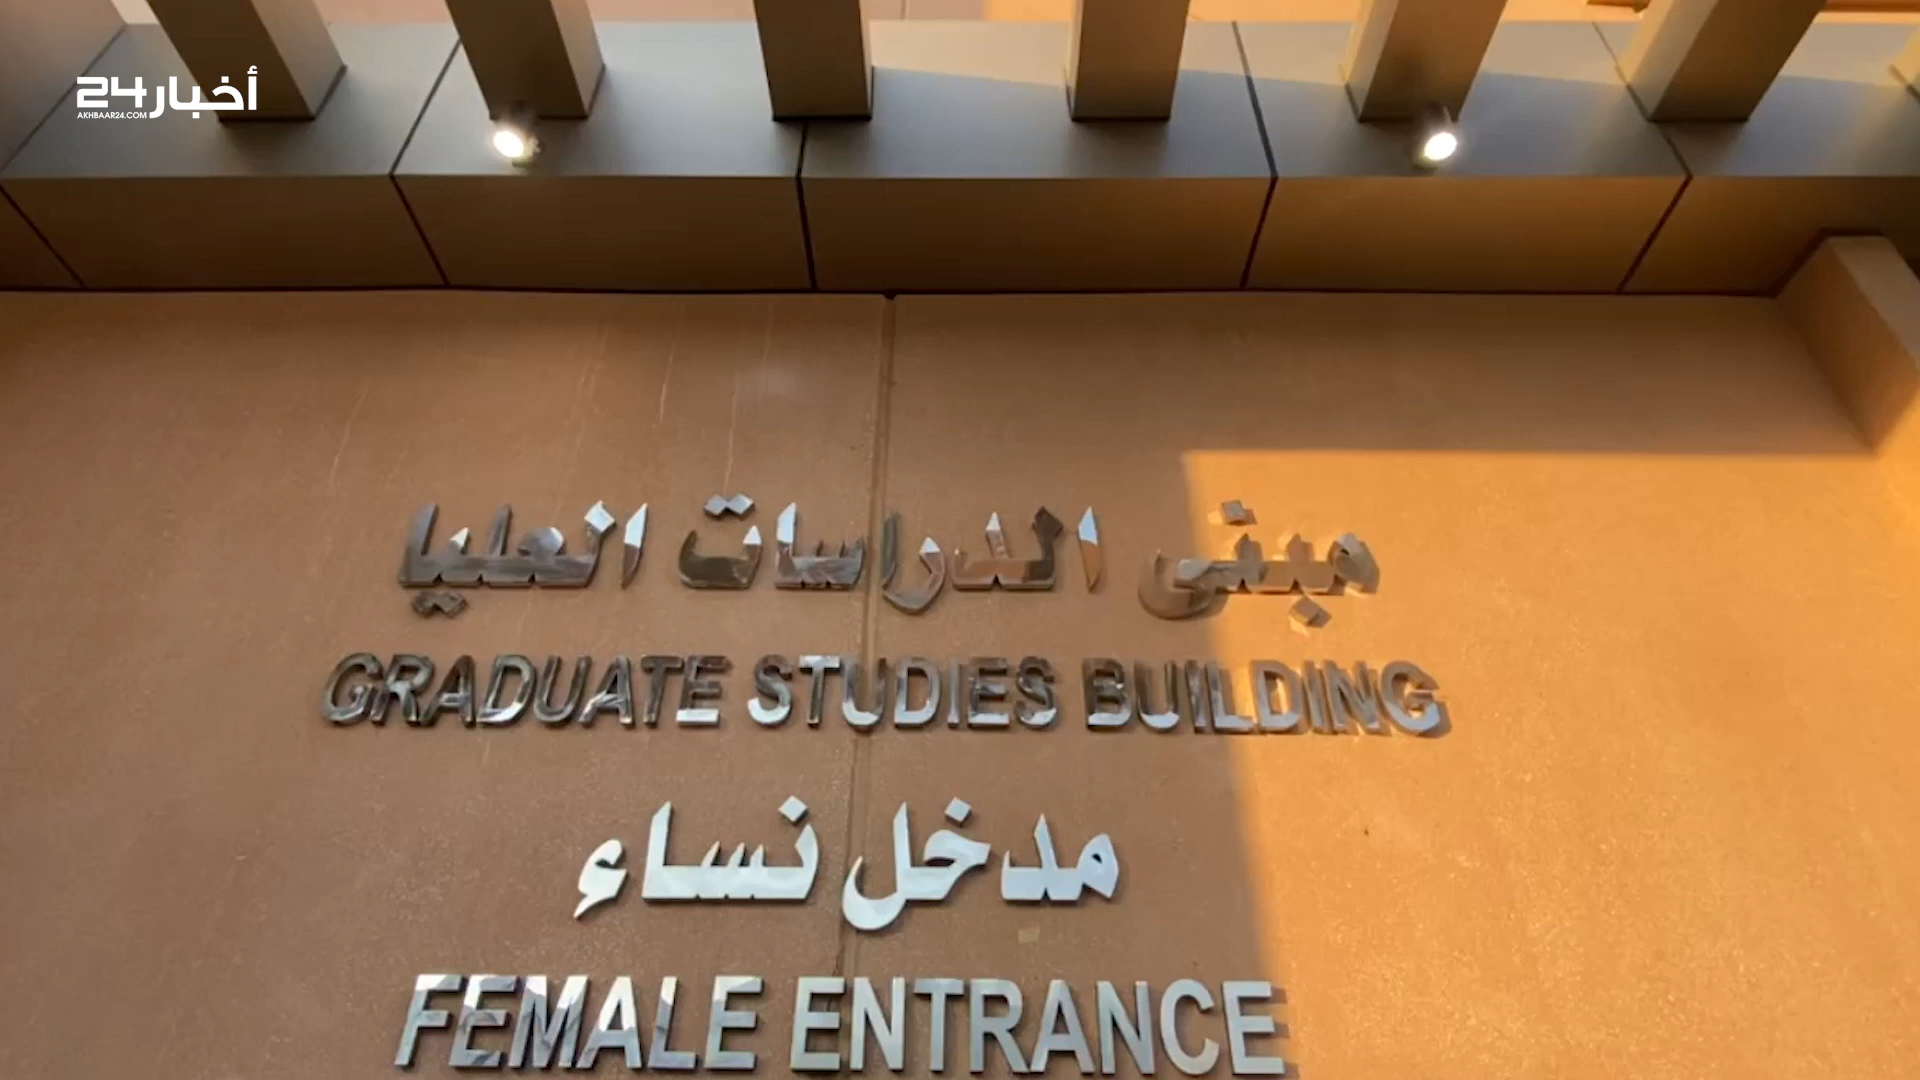 أخبار24
AKHBAAR24.COM
مبنى الدراسات العليا
GRADUATE STUDIES BUILDING
مدخل نساء
FEMALE ENTRANCE